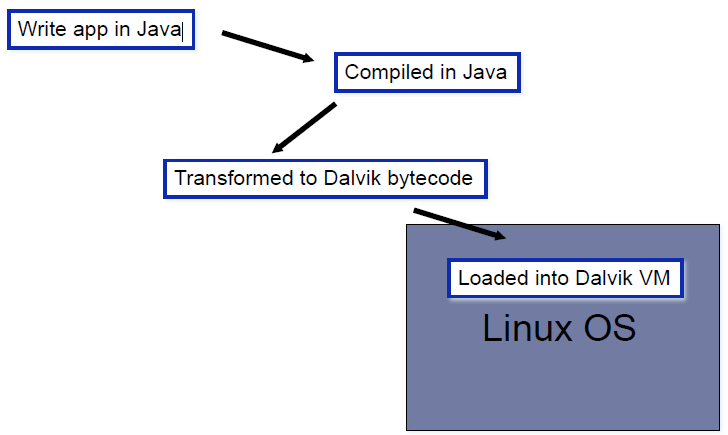 Write app in Java
Compiled in Java
Transformed to Dalvik bytecode
Loaded into Dalvik VM
Linux OS